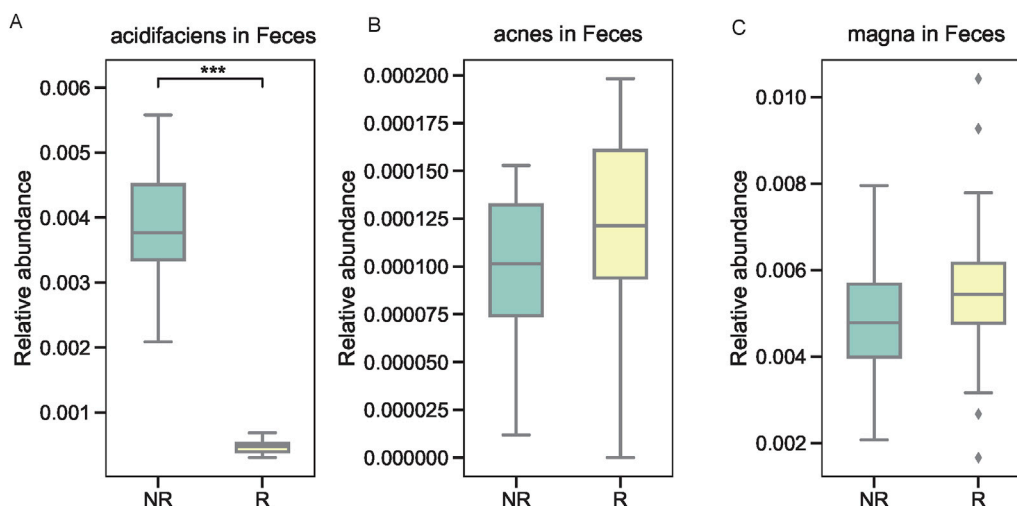 A
acidifaciens in Feces
***
Relative abundance
0.006
0.005
0.004
0.003
0.002
0.001
NR
R
B
acnes in Feces
Relative abundance
0.000200
0.000175
0.000150
0.000125
0.000100
0.000075
0.000050
0.000025
0.000000
NR
R
C
magna in Feces
Relative abundance
0.010
0.008
0.006
0.004
0.002
NR
R